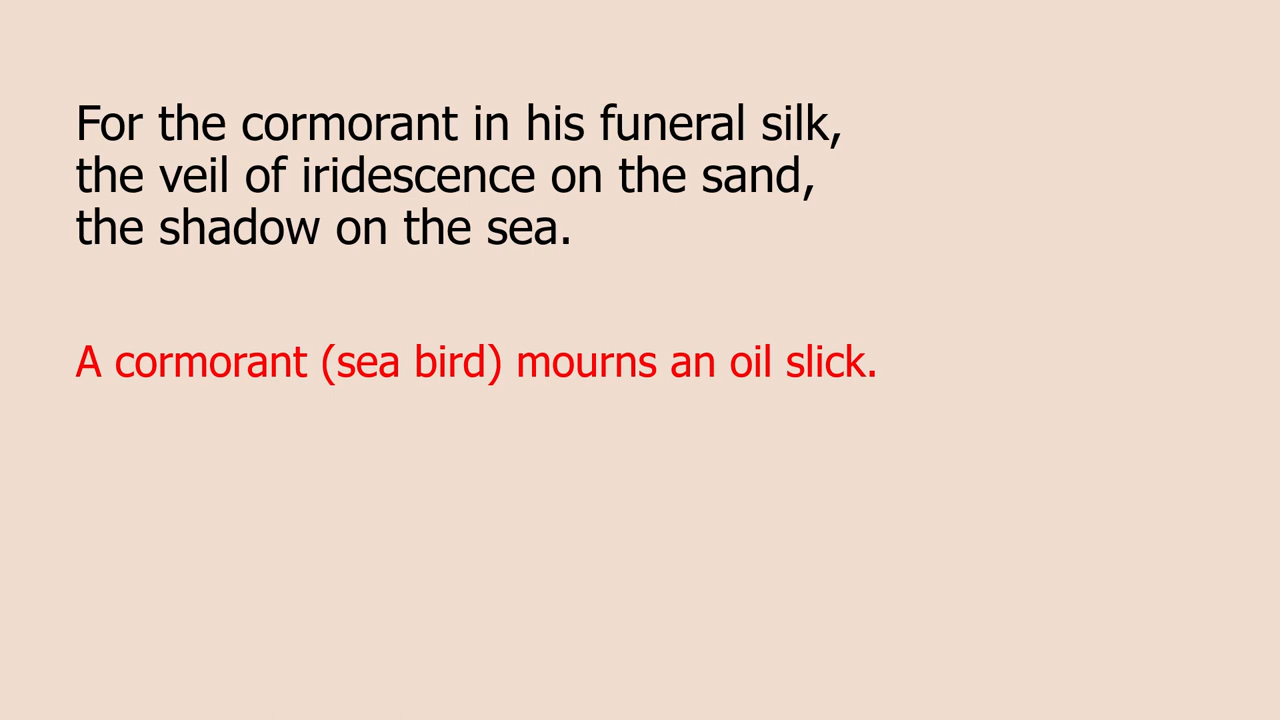 For the cormorant in his funeral silk,
the veil of iridescence on the sand,
the shadow on the sea.
A cormorant (sea bird) mourns an oil slick.